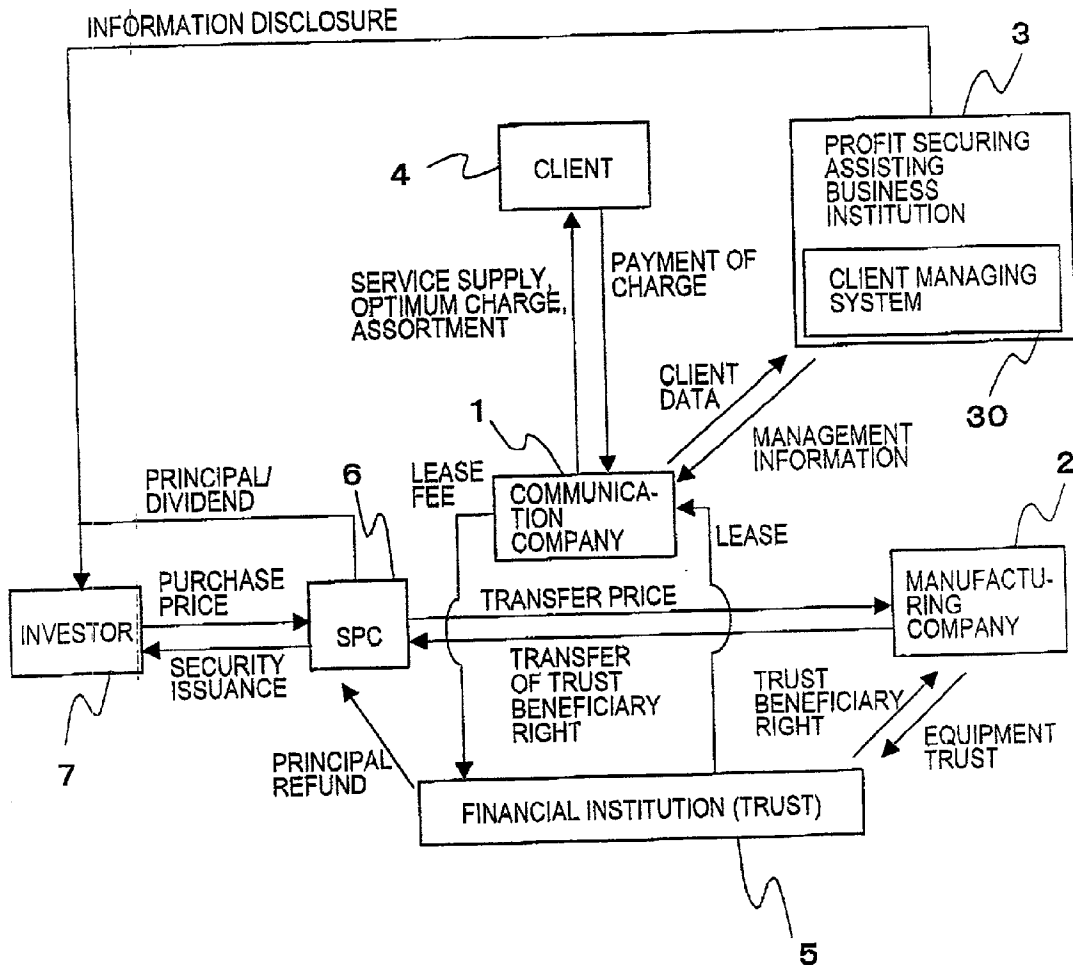 INFORMATION DISCLOSURE
3
PROFIT SECURING
ASSISTING
BUSINESS
INSTITUTION
CLIENT MANAGING
SYSTEM
30
4
CLIENT
SERVICE SUPPLY,
OPTIMUM CHARGE,
ASSORTMENT
PAYMENT OF
CHARGE
CLIENT
DATA
MANAGEMENT
INFORMATION
1
LEASE
FEE
COMMUNICA-
TION
COMPANY
LEASE
2
MANUFACTU-
RING
COMPANY
PRINCIPAL/
DIVIDEND
6
PURCHASE
PRICE
INVESTOR
SPC
TRANSFER PRICE
SECURITY
ISSUANCE
7
TRANSFER
OF TRUST
BENEFICIARY
RIGHT
TRUST
BENEFICIARY
RIGHT
EQUIPMENT
TRUST
PRINCIPAL
REFUND
FINANCIAL INSTITUTION (TRUST)
5